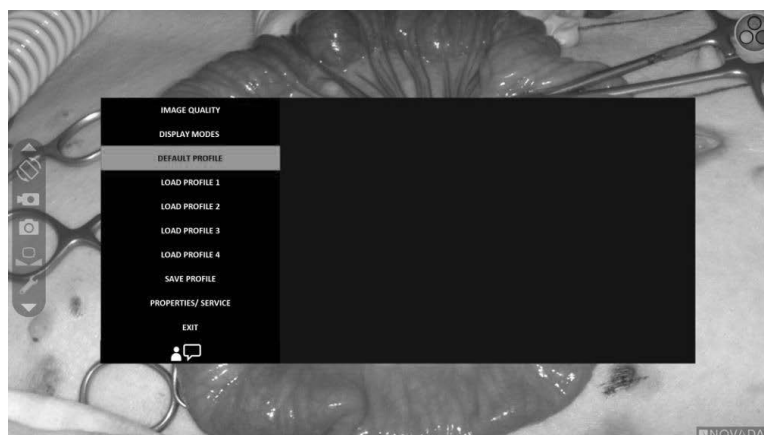 IMAGE QUALITY
DISPLAY MODES
DEFAULT PROFILE
LOAD PROFILE 1
LOAD PROFILE 2
LOAD PROFILE 3
LOAD PROFILE 4
SAVE PROFILE
PROPERTIES/ SERVICE
EXIT